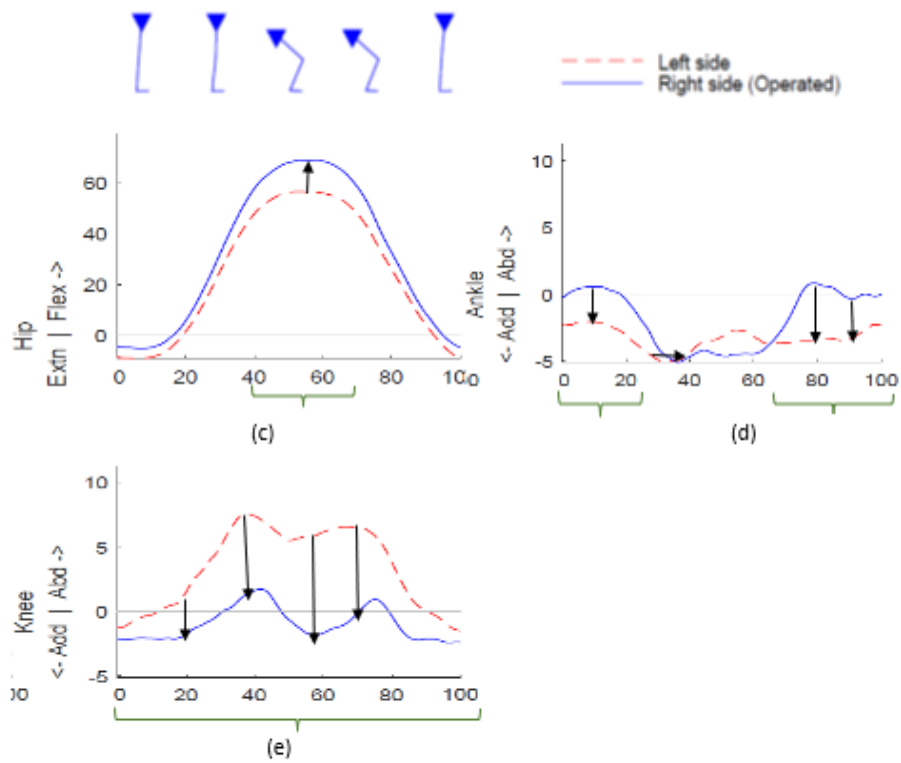 Left side
Right side (Operated)
Hip
Extn | Flex ->
60
40
20
0
0 20 40 60 80 100
(c)
Ankle
<- Add | Abd ->
10
5
0
-5
0 20 40 60 80 100
(d)
Knee
<- Add | Abd ->
10
5
0
-5
0 20 40 60 80 100
(e)